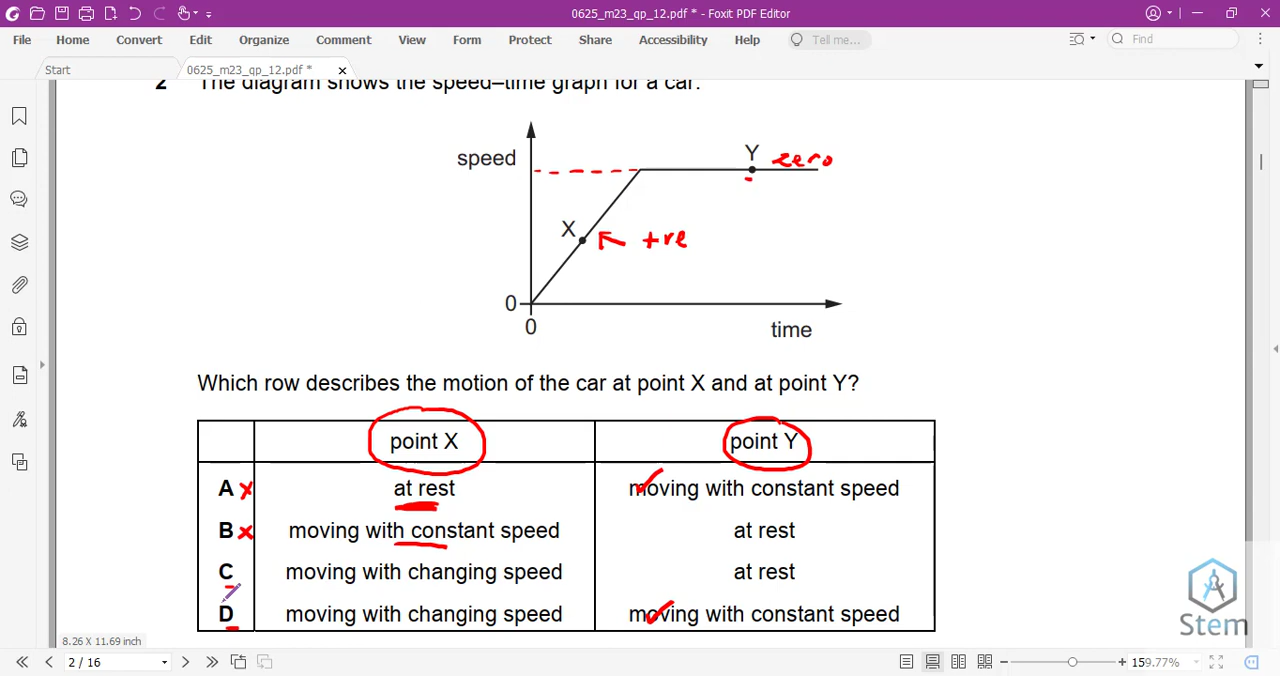 0625_m23_qp_12.pdf * - Foxit PDF Editor
File Home Convert Edit Organize Comment View Form Protect Share Accessibility Help Tell me... Find
Start 0625_m23_qp_12.pdf *
2 The diagram shows the speed–time graph for a car.
Y zero
speed
X +ve
0
0
time
Which row describes the motion of the car at point X and at point Y?
point X point Y
A x at rest moving with constant speed
B x moving with constant speed at rest
C moving with changing speed at rest
D moving with changing speed moving with constant speed
Stem
8.26 X 11.69 inch
2 / 16 159.77%